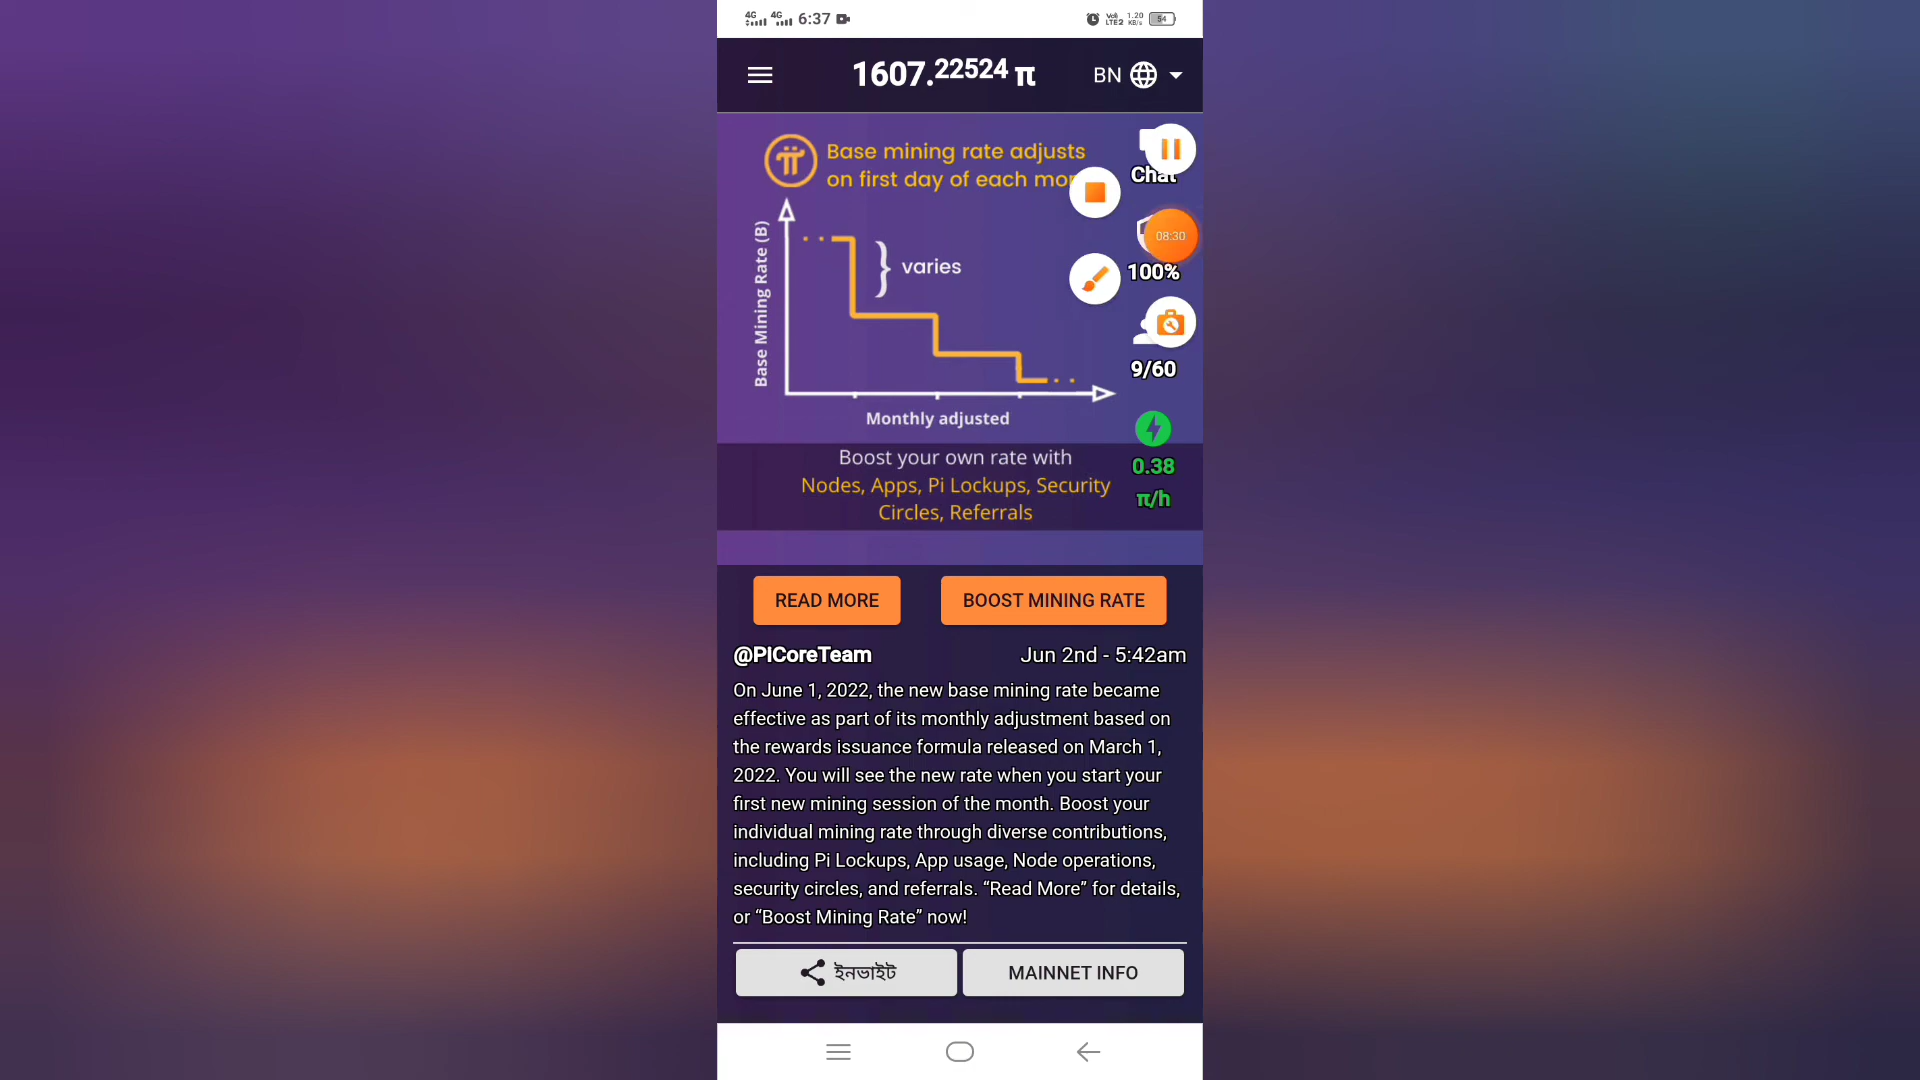 4G 4G 6:37 VoII LTE2 1.20 KB/s 54
1607.22524 π BN
Base mining rate adjusts
on first day of each mo
Chat
08:30
100%
9/60
0.38
π/h
Base Mining Rate (B)
varies
Monthly adjusted
Boost your own rate with
Nodes, Apps, Pi Lockups, Security
Circles, Referrals
READ MORE BOOST MINING RATE
@PiCoreTeam Jun 2nd - 5:42am
On June 1, 2022, the new base mining rate became
effective as part of its monthly adjustment based on
the rewards issuance formula released on March 1,
2022. You will see the new rate when you start your
first new mining session of the month. Boost your
individual mining rate through diverse contributions,
including Pi Lockups, App usage, Node operations,
security circles, and referrals. “Read More” for details,
or “Boost Mining Rate” now!
ইনভাইট MAINNET INFO